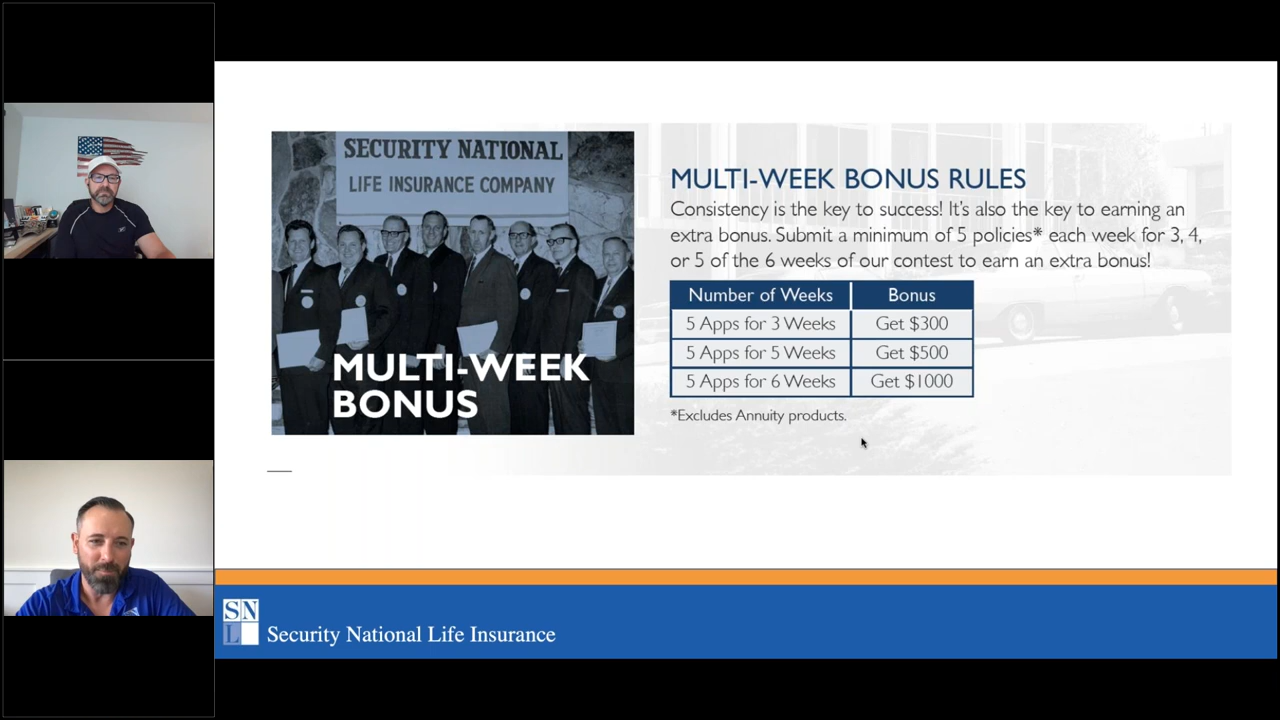 SECURITY NATIONAL
LIFE INSURANCE COMPANY
MULTI-WEEK
BONUS
MULTI-WEEK BONUS RULES
Consistency is the key to success! It's also the key to earning an
extra bonus. Submit a minimum of 5 policies* each week for 3, 4,
or 5 of the 6 weeks of our contest to earn an extra bonus!
Number of Weeks Bonus
5 Apps for 3 Weeks Get $300
5 Apps for 5 Weeks Get $500
5 Apps for 6 Weeks Get $1000
*Excludes Annuity products.
SN
L
Security National Life Insurance